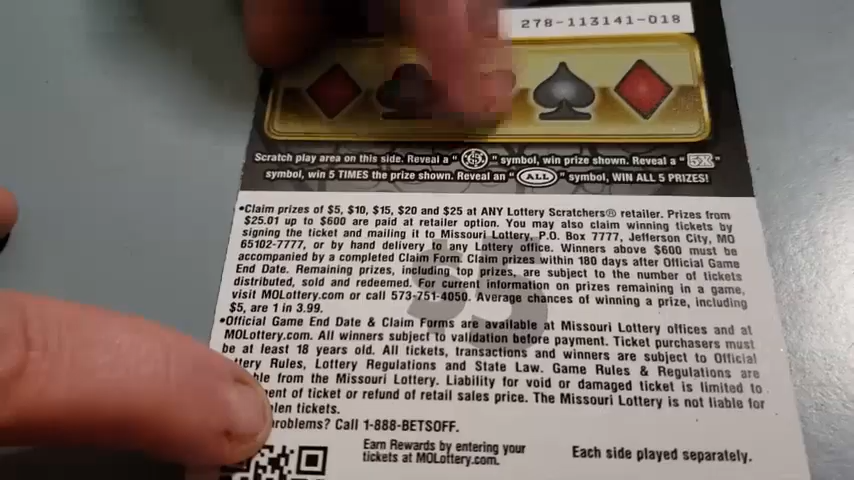 278-113141-018
Scratch play area on this side. Reveal a "$" symbol, win prize shown. Reveal a "5X"
symbol, win 5 TIMES the prize shown. Reveal an "ALL" symbol, WIN ALL 5 PRIZES!
•Claim prizes of $5, $10, $15, $20 and $25 at ANY Lottery Scratchers® retailer. Prizes from
$25.01 up to $600 are paid at retailer option. You may also claim winning tickets by
signing the ticket and mailing it to Missouri Lottery, P.O. Box 7777, Jefferson City, MO
65102-7777, or by hand delivery to any Lottery office. Winners above $600 must be
accompanied by a completed Claim Form. Claim prizes within 180 days after Official Game
End Date. Remaining prizes, including top prizes, are subject to the number of tickets
distributed, sold and redeemed. For current information on prizes remaining in a game,
visit MOLottery.com or call 573-751-4050. Average chances of winning a prize, including
$5, are 1 in 3.99.
$5
•Official Game End Date & Claim Forms are available at Missouri Lottery offices and at
MOLottery.com. All winners subject to validation before payment. Ticket purchasers must
be at least 18 years old. All tickets, transactions and winners are subject to Official
ttery Rules, Lottery Regulations and State Law. Game Rules & Regulations are
ble from the Missouri Lottery. Liability for void or damaged ticket is limited to
ment of ticket or refund of retail sales price. The Missouri Lottery is not liable for
olen tickets.
problems? Call 1-888-BETSOFF.
Earn Rewards by entering your
tickets at MOLottery.com.
Each side played separately.